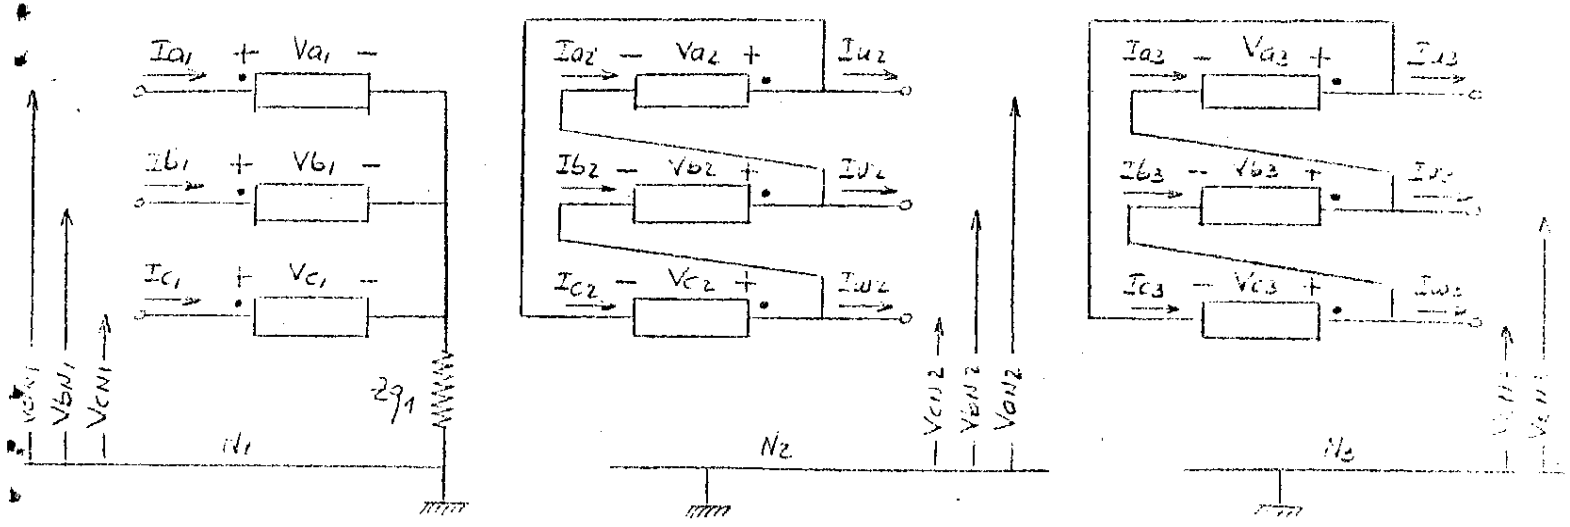 Ia1 + Va1 −
Ib1 + Vb1 −
Ic1 + Vc1 −
VbN1
VcN1
Zg1
N1
Ia2 − Va2 + Iu2
Ib2 − Vb2 + Iv2
Ic2 − Vc2 + Iw2
VcN2
VbN2
VaN2
N2
Ia3 − Va3 + Iu3
Ib3 − Vb3 +
Ic3 − Vc3 + Iw3
N3